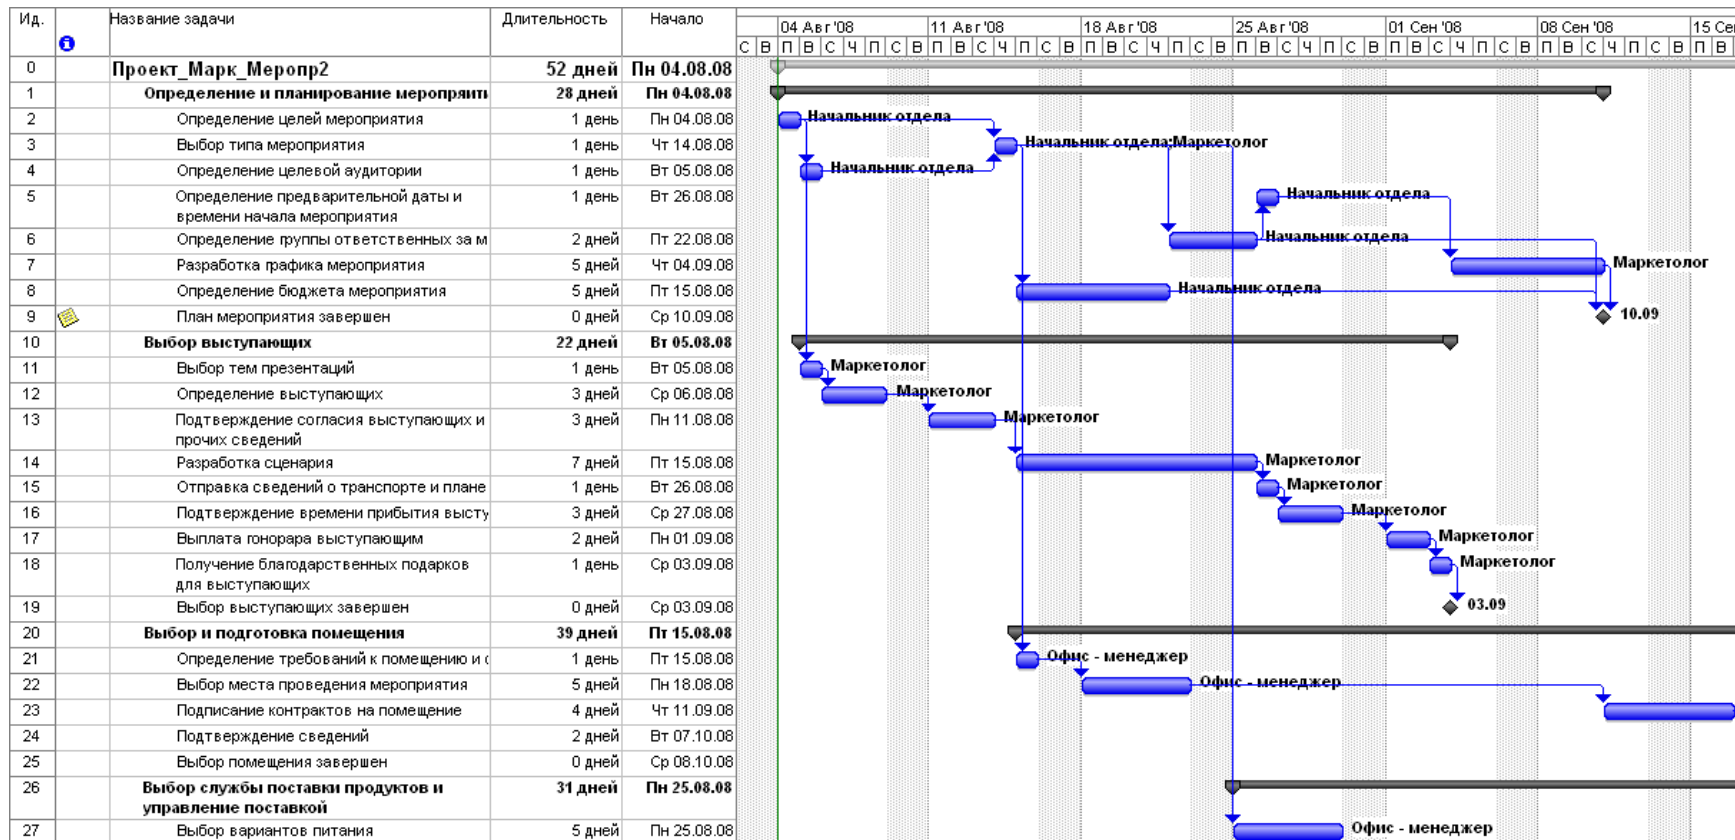 Ид. Название задачи Длительность Начало 04 Авг '08 11 Авг '08 18 Авг '08 25 Авг '08 01 Сен '08 08 Сен '08 15 Се
С В П В С Ч П С В П В С Ч П С В П В С Ч П С В П В С Ч П С В П В С Ч П С В П В С Ч П С В П В
0 Проект_Марк_Меропр2 52 дней Пн 04.08.08
1 Определение и планирование меропряити 28 дней Пн 04.08.08
2 Определение целей мероприятия 1 день Пн 04.08.08 Начальник отдела
3 Выбор типа мероприятия 1 день Чт 14.08.08 Начальник отдела;Маркетолог
4 Определение целевой аудитории 1 день Вт 05.08.08 Начальник отдела
5 Определение предварительной даты и 1 день Вт 26.08.08 Начальник отдела
времени начала мероприятия
6 Определение группы ответственных за м 2 дней Пт 22.08.08 Начальник отдела
7 Разработка графика мероприятия 5 дней Чт 04.09.08 Маркетолог
8 Определение бюджета мероприятия 5 дней Пт 15.08.08 Начальник отдела
9 План мероприятия завершен 0 дней Ср 10.09.08 10.09
10 Выбор выступающих 22 дней Вт 05.08.08
11 Выбор тем презентаций 1 день Вт 05.08.08 Маркетолог
12 Определение выступающих 3 дней Ср 06.08.08 Маркетолог
13 Подтверждение согласия выступающих и 3 дней Пн 11.08.08 Маркетолог
прочих сведений
14 Разработка сценария 7 дней Пт 15.08.08 Маркетолог
15 Отправка сведений о транспорте и плане 1 день Вт 26.08.08 Маркетолог
16 Подтверждение времени прибытия высту 3 дней Ср 27.08.08 Маркетолог
17 Выплата гонорара выступающим 2 дней Пн 01.09.08 Маркетолог
18 Получение благодарственных подарков 1 день Ср 03.09.08 Маркетолог
для выступающих
19 Выбор выступающих завершен 0 дней Ср 03.09.08 03.09
20 Выбор и подготовка помещения 39 дней Пт 15.08.08
21 Определение требований к помещению и с 1 день Пт 15.08.08 Офис - менеджер
22 Выбор места проведения мероприятия 5 дней Пн 18.08.08 Офис - менеджер
23 Подписание контрактов на помещение 4 дней Чт 11.09.08
24 Подтверждение сведений 2 дней Вт 07.10.08
25 Выбор помещения завершен 0 дней Ср 08.10.08
26 Выбор службы поставки продуктов и 31 дней Пн 25.08.08
управление поставкой
27 Выбор вариантов питания 5 дней Пн 25.08.08 Офис - менеджер